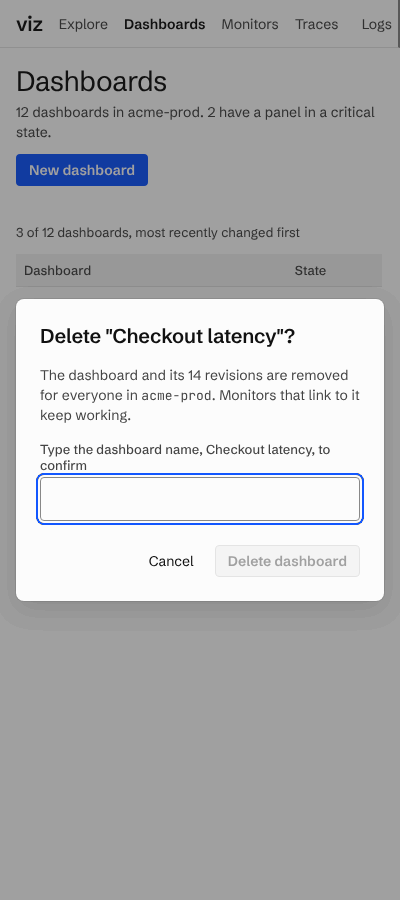 viz Explore Dashboards Monitors Traces Logs
Dashboards
12 dashboards in acme-prod. 2 have a panel in a critical
state.
New dashboard
3 of 12 dashboards, most recently changed first
Dashboard State
Delete "Checkout latency"?
The dashboard and its 14 revisions are removed
for everyone in acme-prod. Monitors that link to it
keep working.
Type the dashboard name, Checkout latency, to
confirm
Cancel Delete dashboard